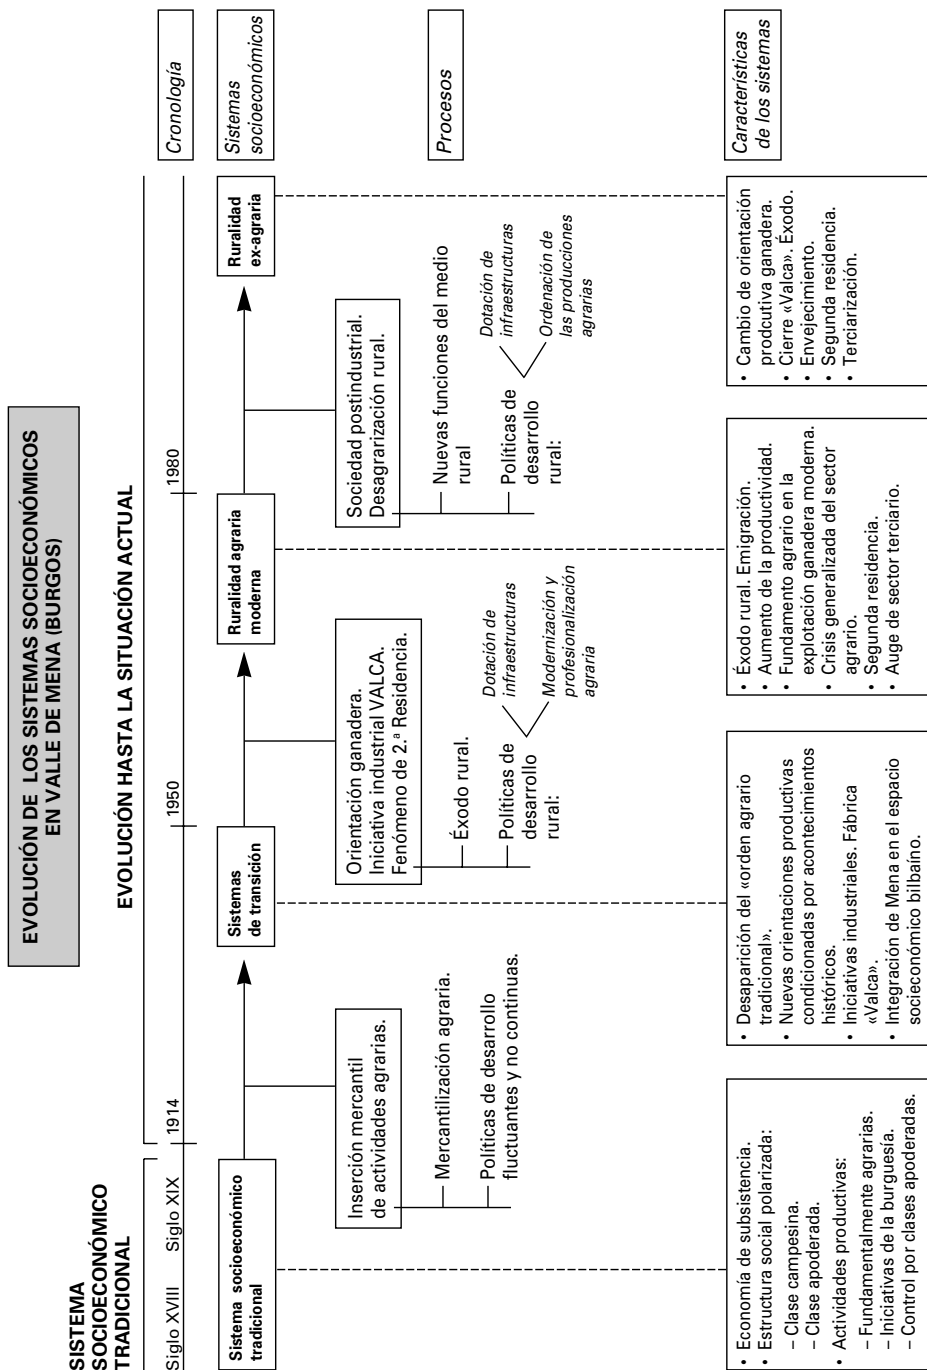 EVOLUCIÓN DE LOS SISTEMAS SOCIOECONÓMICOS
EN VALLE DE MENA (BURGOS)
SISTEMA
SOCIOECONÓMICO
TRADICIONAL
EVOLUCIÓN HASTA LA SITUACIÓN ACTUAL
Siglo XVIII
Siglo XIX
1914
1950
1980
Cronología
Sistema socioeconómico
tradicional
Sistemas
de transición
Ruralidad agraria
moderna
Ruralidad
ex-agraria
Sistemas
socioeconómicos
Inserción mercantil
de actividades agrarias.
Mercantilización agraria.
Políticas de desarrollo
fluctuantes y no continuas.
Orientación ganadera.
Iniciativa industrial VALCA.
Fenómeno de 2.ª Residencia.
Éxodo rural.
Políticas de
desarrollo
rural:
Dotación de
infraestructuras
Modernización y
profesionalización
agraria
Sociedad postindustrial.
Desagrarización rural.
Nuevas funciones del medio
rural
Políticas de
desarrollo
rural:
Dotación de
infraestructuras
Ordenación de
las producciones
agrarias
Procesos
• Economía de subsistencia.
• Estructura social polarizada:
– Clase campesina.
– Clase apoderada.
• Actividades productivas:
– Fundamentalmente agrarias.
– Iniciativas de la burguesía.
– Control por clases apoderadas.
• Desaparición del «orden agrario
tradicional».
• Nuevas orientaciones productivas
condicionadas por acontecimientos
históricos.
• Iniciativas industriales. Fábrica
«Valca».
• Integración de Mena en el espacio
socieconómico bilbaíno.
• Éxodo rural. Emigración.
• Aumento de la productividad.
• Fundamento agrario en la
explotación ganadera moderna.
• Crisis generalizada del sector
agrario.
• Segunda residencia.
• Auge de sector terciario.
• Cambio de orientación
prodcutiva ganadera.
• Cierre «Valca». Éxodo.
• Envejecimiento.
• Segunda residencia.
• Terciarización.
Características
de los sistemas